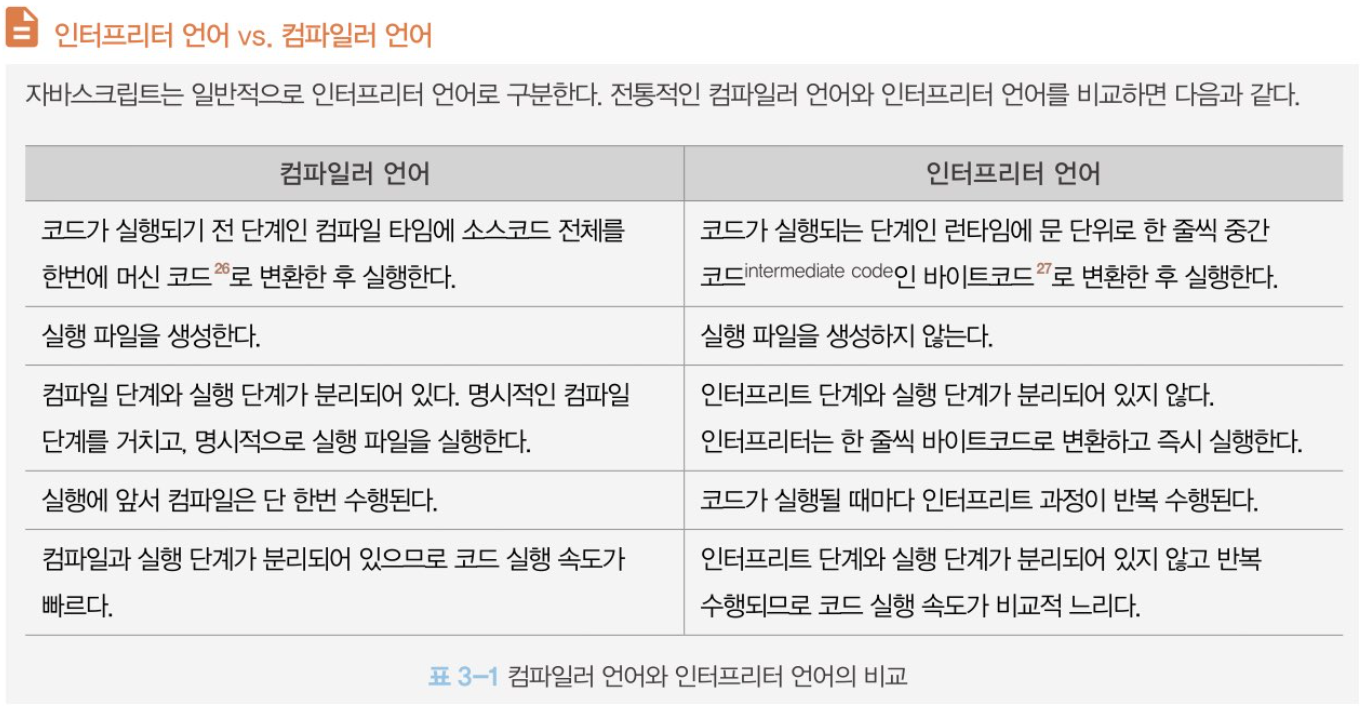 인터프리터 언어 vs. 컴파일러 언어
자바스크립트는 일반적으로 인터프리터 언어로 구분한다. 전통적인 컴파일러 언어와 인터프리터 언어를 비교하면 다음과 같다.
컴파일러 언어
인터프리터 언어
코드가 실행되기 전 단계인 컴파일 타임에 소스코드 전체를
한번에 머신 코드26로 변환한 후 실행한다.
코드가 실행되는 단계인 런타임에 문 단위로 한 줄씩 중간
코드intermediate code인 바이트코드27로 변환한 후 실행한다.
실행 파일을 생성한다.
실행 파일을 생성하지 않는다.
컴파일 단계와 실행 단계가 분리되어 있다. 명시적인 컴파일
단계를 거치고, 명시적으로 실행 파일을 실행한다.
인터프리트 단계와 실행 단계가 분리되어 있지 않다.
인터프리터는 한 줄씩 바이트코드로 변환하고 즉시 실행한다.
실행에 앞서 컴파일은 단 한번 수행된다.
코드가 실행될 때마다 인터프리트 과정이 반복 수행된다.
컴파일과 실행 단계가 분리되어 있으므로 코드 실행 속도가
빠르다.
인터프리트 단계와 실행 단계가 분리되어 있지 않고 반복
수행되므로 코드 실행 속도가 비교적 느리다.
표 3-1 컴파일러 언어와 인터프리터 언어의 비교